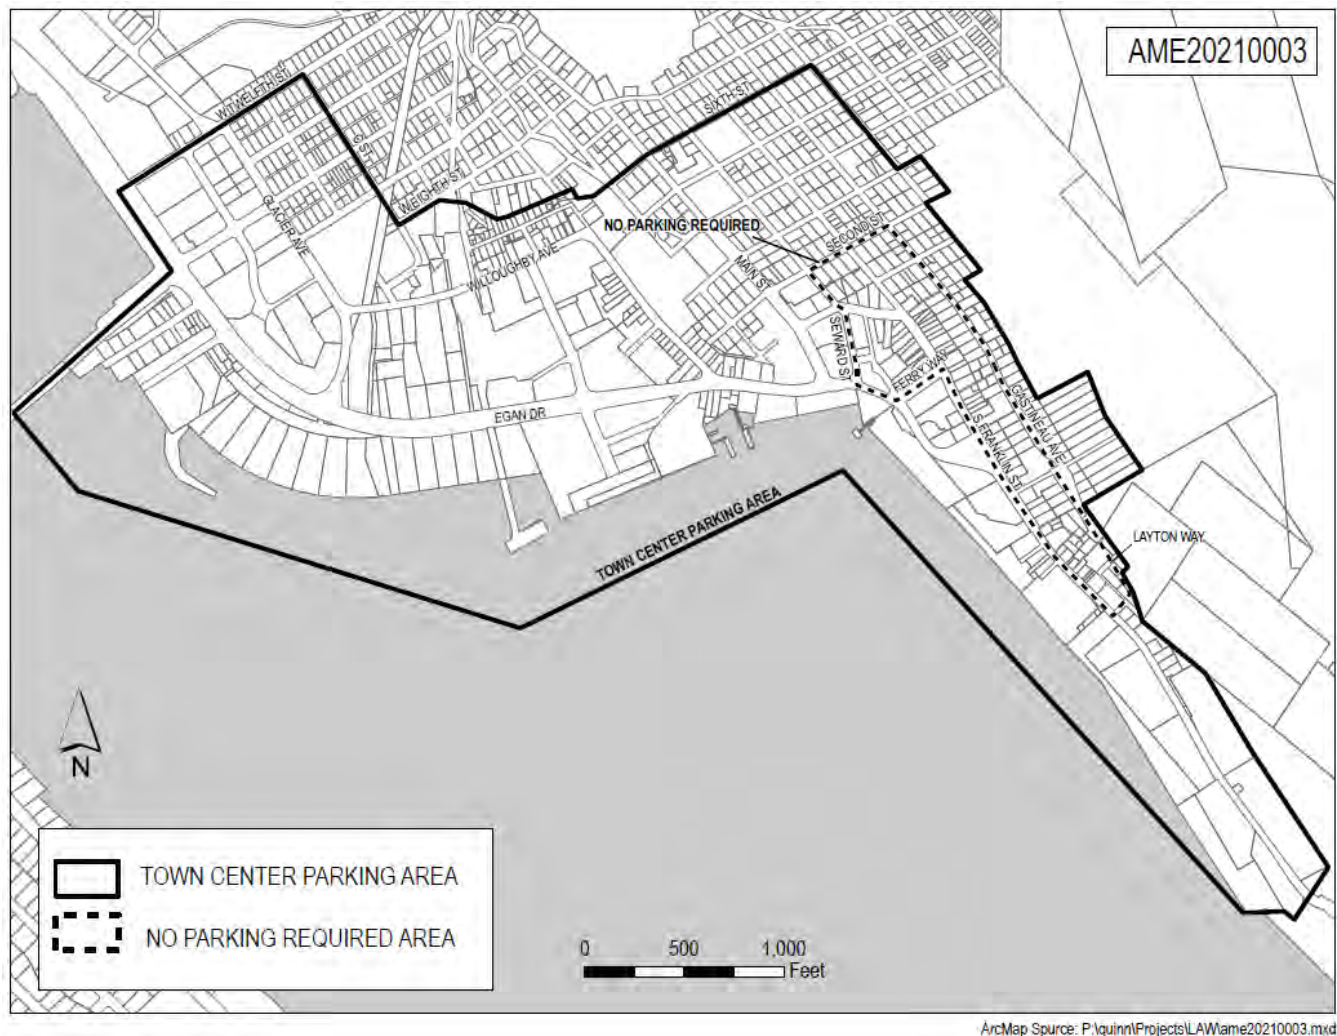 AME20210003
W TWELFTH ST
SIXTH ST
C ST
W EIGHTH ST
GLACIER AVE
NO PARKING REQUIRED
SECOND ST
WILLOUGHBY AVE
MAIN ST
SEWARD ST
FERRY WAY
GASTINEAU AVE
EGAN DR
S FRANKLIN ST
TOWN CENTER PARKING AREA
LAYTON WAY
N
TOWN CENTER PARKING AREA
NO PARKING REQUIRED AREA
0 500 1,000
Feet
ArcMap Source: P:\quinn\Projects\LAW\ame20210003.mxd